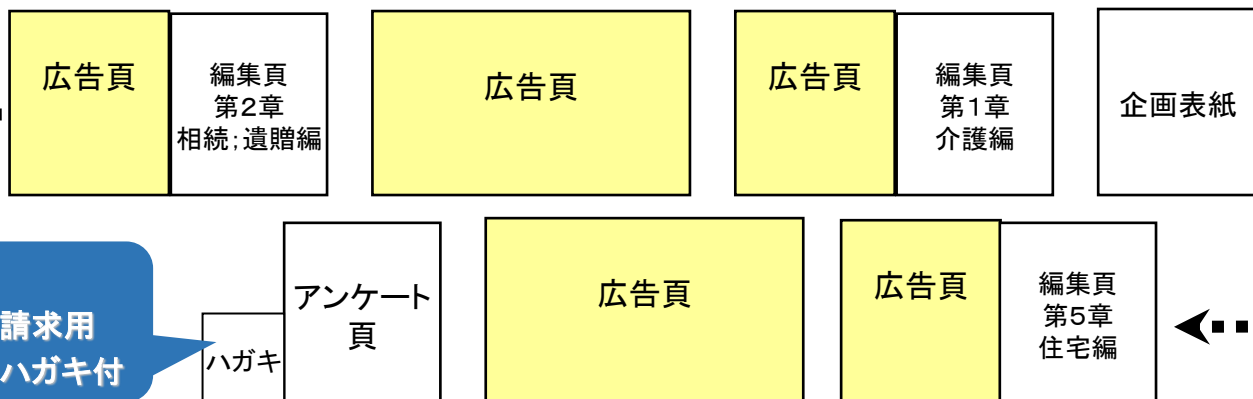 企画表紙
編集頁
第1章
介護編
広告頁
広告頁
編集頁
第2章
相続;遺贈編
広告頁
編集頁
第5章
住宅編
広告頁
広告頁
アンケート
頁
ハガキ
請求用
ハガキ付